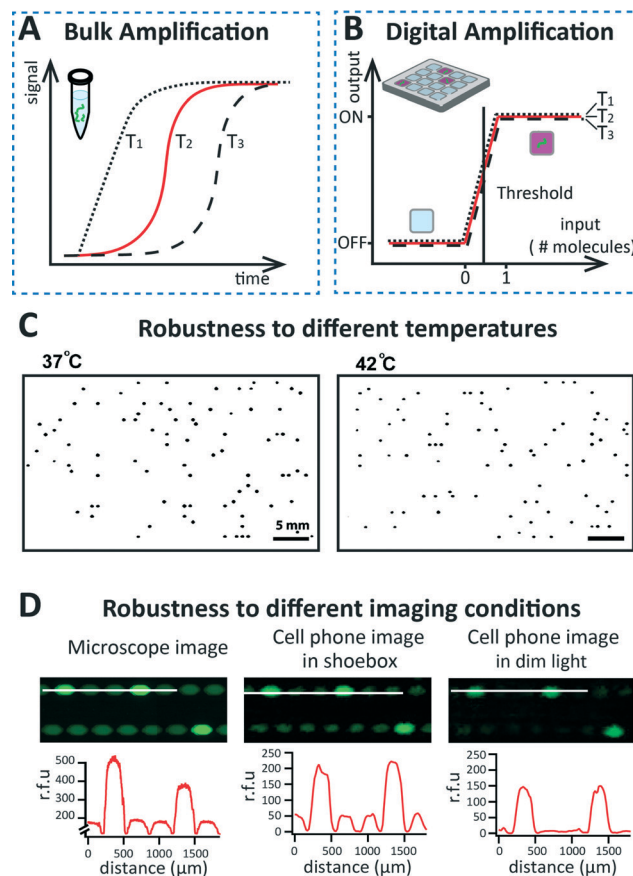 A Bulk Amplification
signal
T1
T2
T3
time
B Digital Amplification
output
ON
OFF
T1
T2
T3
Threshold
input
( # molecules)
0 1
C Robustness to different temperatures
37°C
42°C
5 mm
D Robustness to different imaging conditions
Microscope image
Cell phone image
in shoebox
Cell phone image
in dim light
r.f.u
500
400
300
200
0 500 1000 1500
distance (μm)
r.f.u
250
200
150
100
50
0
0 500 1000 1500
distance (μm)
r.f.u
250
200
150
100
50
0
0 500 1000 1500
distance (μm)